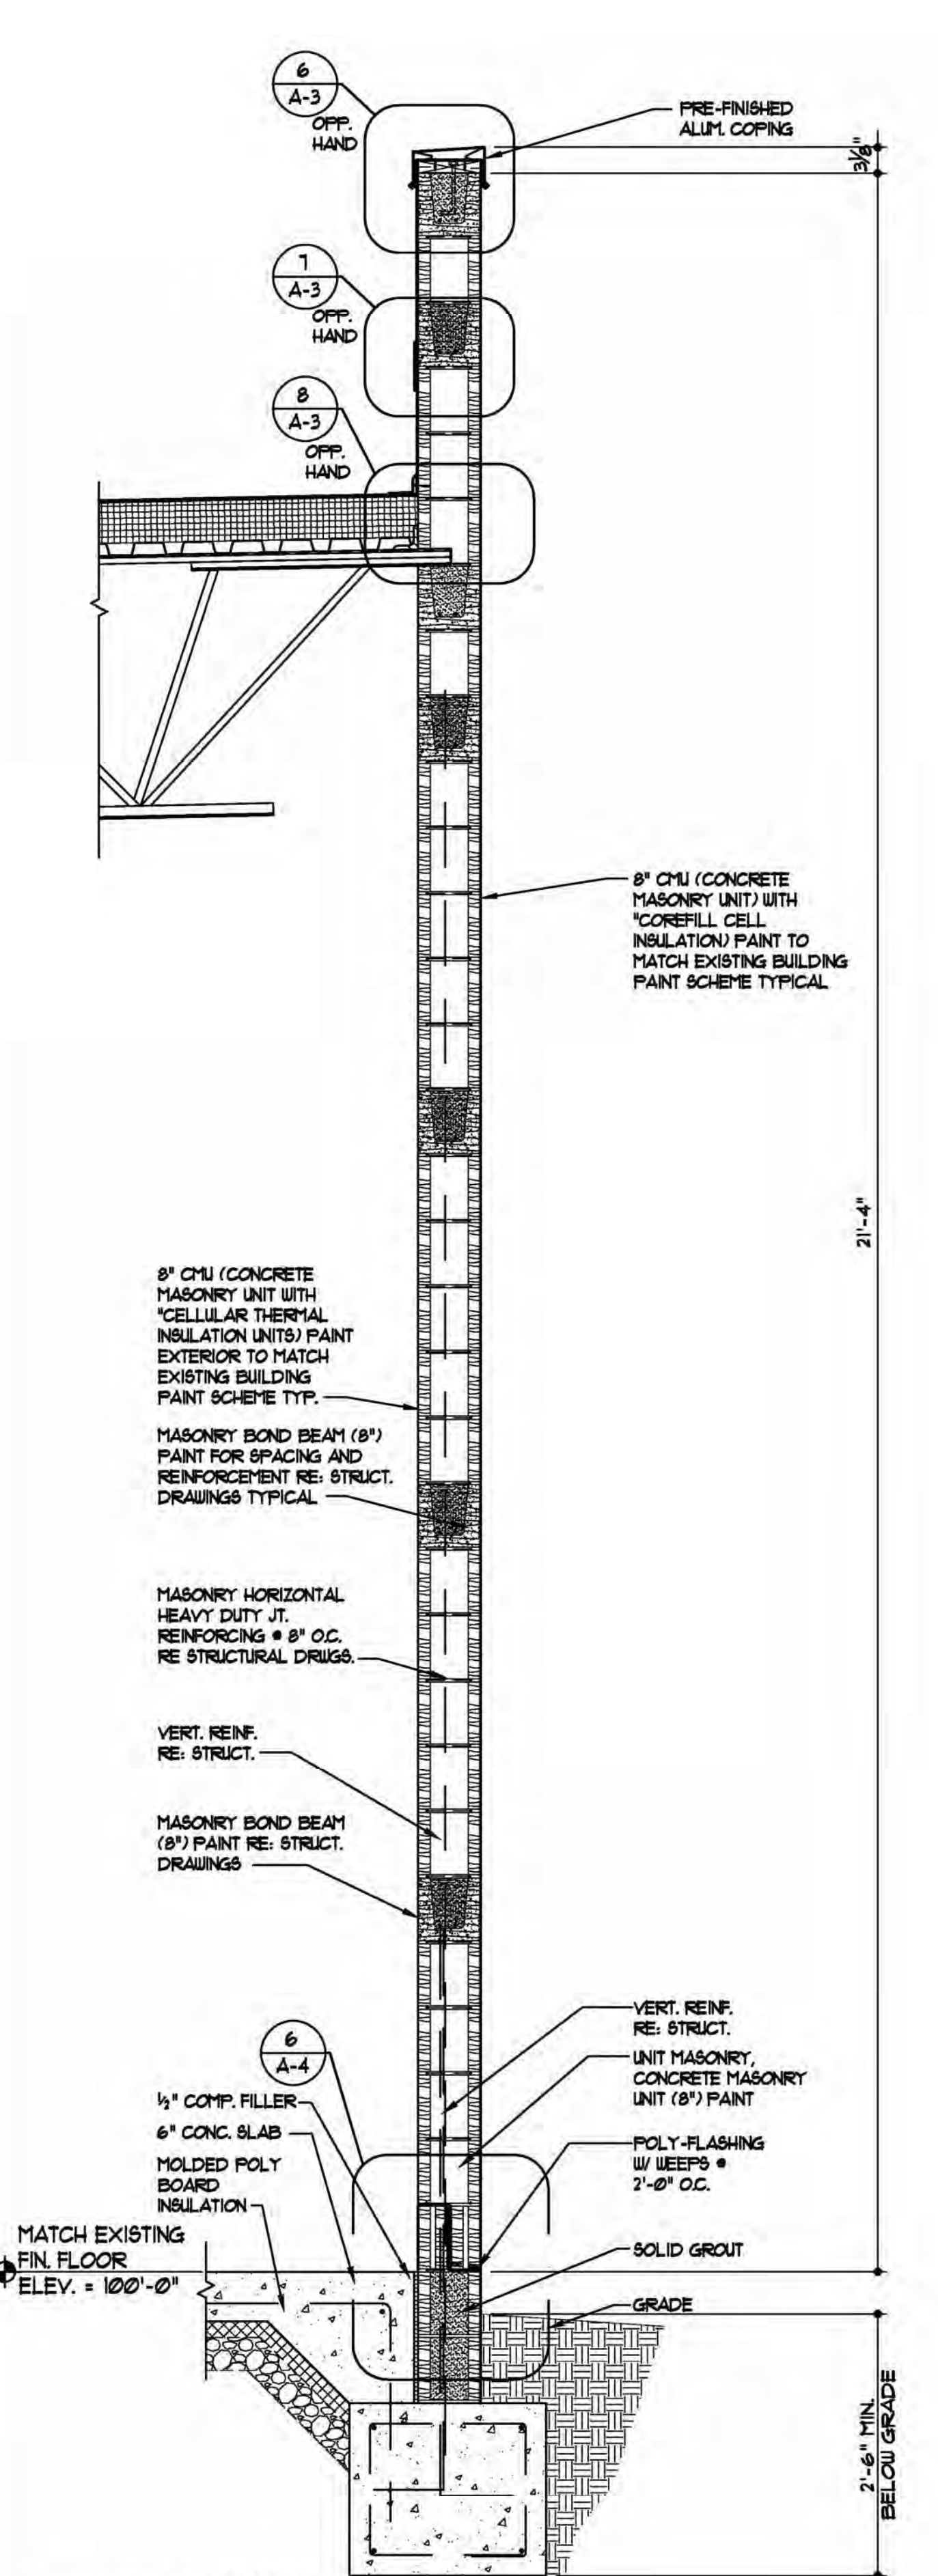 6
A-3
OPP.
HAND
PRE-FINISHED
ALUM. COPING
3⅛"
7
A-3
OPP.
HAND
8
A-3
OPP.
HAND
8" CMU (CONCRETE
MASONRY UNIT) WITH
"COREFILL CELL
INSULATION) PAINT TO
MATCH EXISTING BUILDING
PAINT SCHEME TYPICAL
21'-4"
8" CMU (CONCRETE
MASONRY UNIT WITH
"CELLULAR THERMAL
INSULATION UNITS) PAINT
EXTERIOR TO MATCH
EXISTING BUILDING
PAINT SCHEME TYP.
MASONRY BOND BEAM (8")
PAINT FOR SPACING AND
REINFORCEMENT RE: STRUCT.
DRAWINGS TYPICAL
MASONRY HORIZONTAL
HEAVY DUTY JT.
REINFORCING @ 8" O.C.
RE STRUCTURAL DRWGS.
VERT. REINF.
RE: STRUCT.
MASONRY BOND BEAM
(8") PAINT RE: STRUCT.
DRAWINGS
VERT. REINF.
RE: STRUCT.
6
A-4
UNIT MASONRY,
CONCRETE MASONRY
UNIT (8") PAINT
½" COMP. FILLER
6" CONC. SLAB
MOLDED POLY
BOARD
INSULATION
POLY-FLASHING
W/ WEEPS @
2'-0" O.C.
MATCH EXISTING
FIN. FLOOR
ELEV. = 100'-0"
SOLID GROUT
GRADE
2'-6" MIN.
BELOW GRADE